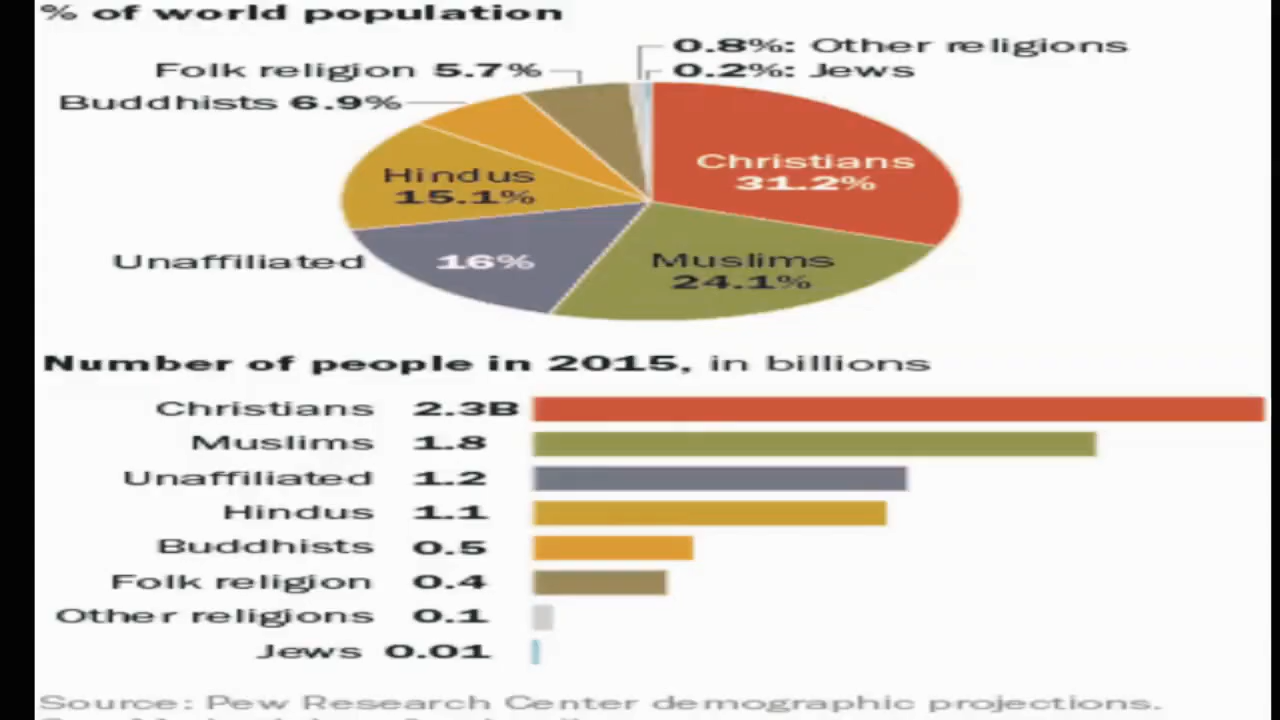 % of world population
0.8%: Other religions
Folk religion 5.7%
0.2%: Jews
Buddhists 6.9%
Christians
31.2%
Hindus
15.1%
Unaffiliated 16%
Muslims
24.1%
Number of people in 2015, in billions
Christians 2.3B
Muslims 1.8
Unaffiliated 1.2
Hindus 1.1
Buddhists 0.5
Folk religion 0.4
Other religions 0.1
Jews 0.01
Source: Pew Research Center demographic projections.